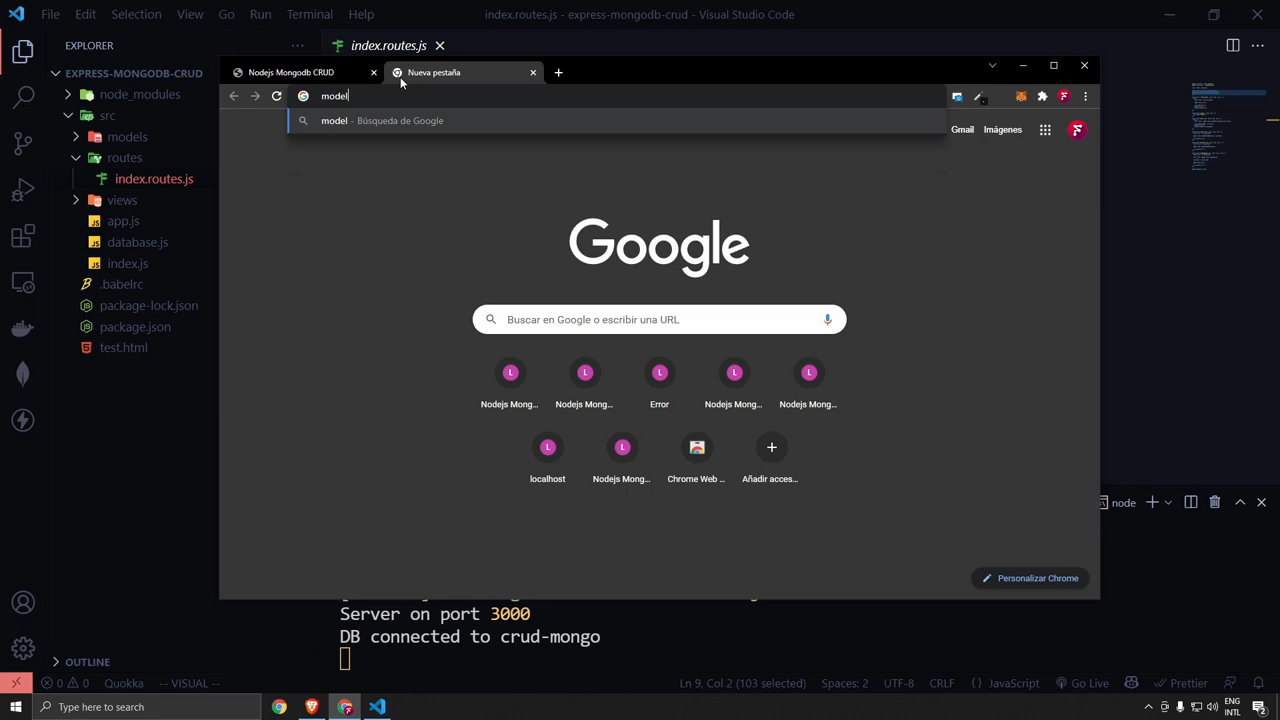 File Edit Selection View Go Run Terminal Help index.routes.js - express-mongodb-crud - Visual Studio Code
EXPLORER
index.routes.js
EXPRESS-MONGODB-CRUD
node_modules
src
models
routes
index.routes.js
views
app.js
database.js
index.js
.babelrc
package-lock.json
package.json
test.html
OUTLINE
Nodejs Mongodb CRUD Nueva pestaña
model
model - Búsqueda de Google
Gmail Imágenes
Google
Buscar en Google o escribir una URL
L L L L L
Nodejs Mong... Nodejs Mong... Error Nodejs Mong... Nodejs Mong...
L L
localhost Nodejs Mong... Chrome Web ... Añadir acces...
Personalizar Chrome
node
Server on port 3000
DB connected to crud-mongo
0 0 Quokka -- VISUAL -- Ln 9, Col 2 (103 selected) Spaces: 2 UTF-8 CRLF {} JavaScript Go Live Prettier
Type here to search
ENG
INTL
2